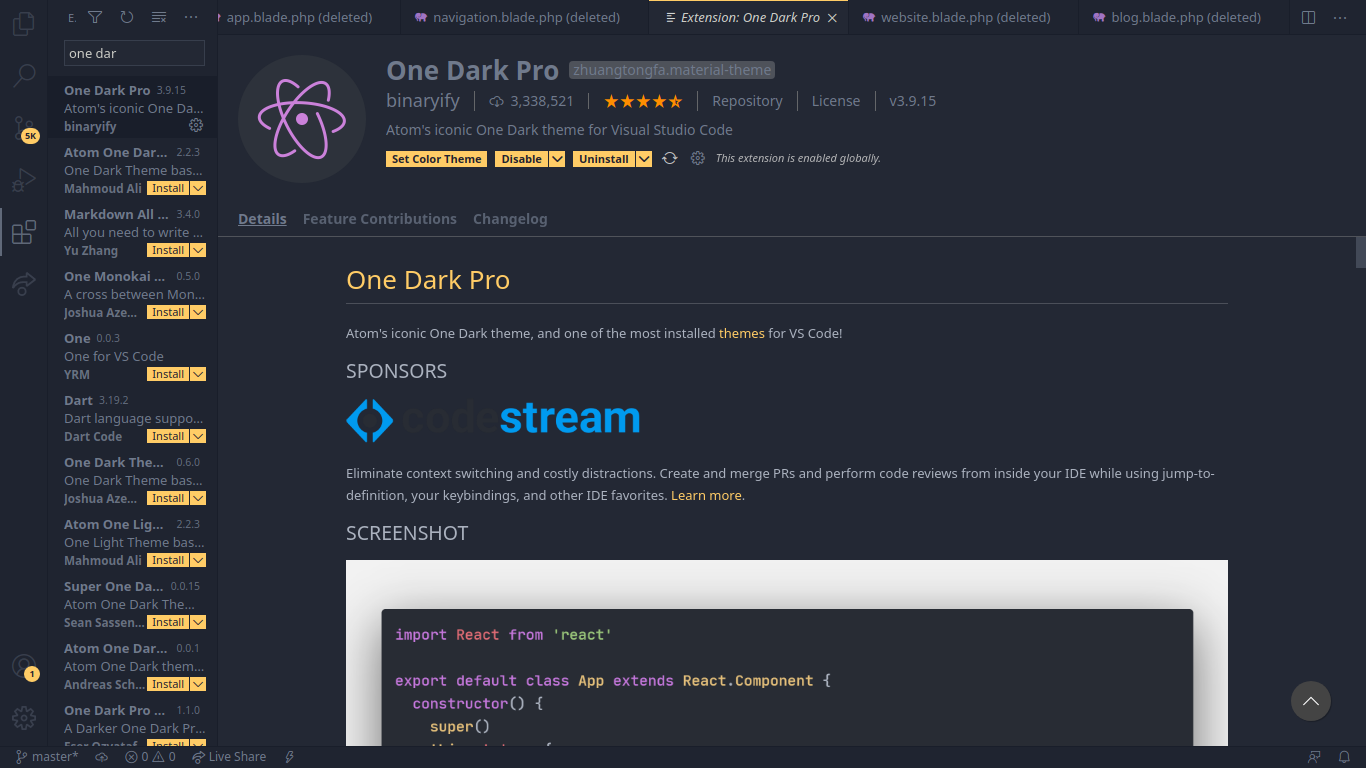 E.
app.blade.php (deleted)
navigation.blade.php (deleted)
Extension: One Dark Pro
website.blade.php (deleted)
blog.blade.php (deleted)
one dar
One Dark Pro 3.9.15
Atom's iconic One Da...
binaryify
Atom One Dar... 2.2.3
One Dark Theme bas...
Mahmoud Ali Install
Markdown All ... 3.4.0
All you need to write ...
Yu Zhang Install
One Monokai ... 0.5.0
A cross between Mon...
Joshua Aze... Install
One 0.0.3
One for VS Code
YRM Install
Dart 3.19.2
Dart language suppo...
Dart Code Install
One Dark The... 0.6.0
One Dark Theme bas...
Joshua Aze... Install
Atom One Lig... 2.2.3
One Light Theme bas...
Mahmoud Ali Install
Super One Da... 0.0.15
Atom One Dark The...
Sean Sassen... Install
Atom One Dar... 0.0.1
Atom One Dark them...
Andreas Sch... Install
One Dark Pro ... 1.1.0
A Darker One Dark Pr...
Install
5K
1
One Dark Pro zhuangtongfa.material-theme
binaryify 3,338,521 Repository License v3.9.15
Atom's iconic One Dark theme for Visual Studio Code
Set Color Theme Disable Uninstall This extension is enabled globally.
Details Feature Contributions Changelog
One Dark Pro
Atom's iconic One Dark theme, and one of the most installed themes for VS Code!
SPONSORS
codestream
Eliminate context switching and costly distractions. Create and merge PRs and perform code reviews from inside your IDE while using jump-to-
definition, your keybindings, and other IDE favorites. Learn more.
SCREENSHOT
import React from 'react'
export default class App extends React.Component {
constructor() {
super()
master* 0 0 Live Share